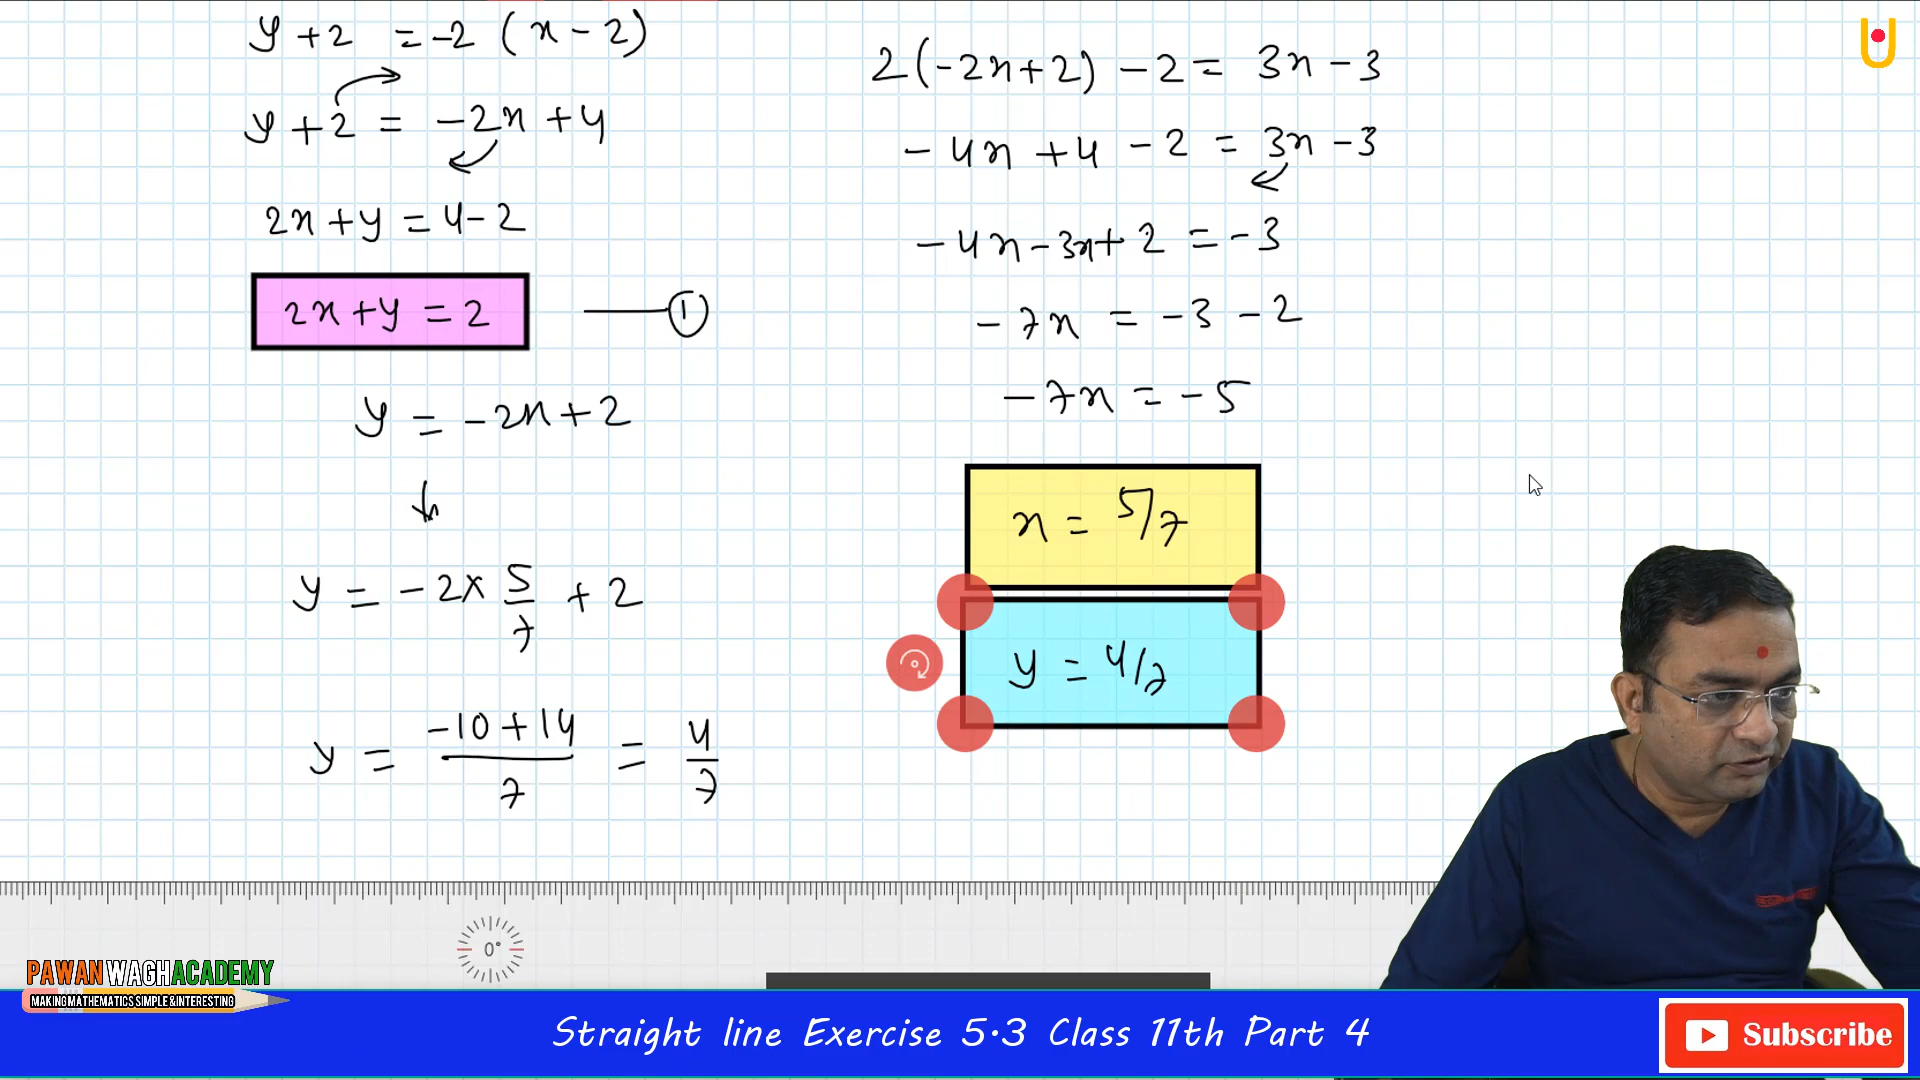 y + 2 = -2 (x - 2)
y + 2 = -2x + 4
2x + y = 4 - 2
2x + y = 2 —— ①
y = -2x + 2
y = -2 × 5/7 + 2
y = (-10 + 14)/7 = 4/7
2(-2x + 2) - 2 = 3x - 3
-4x + 4 - 2 = 3x - 3
-4x - 3x + 2 = -3
-7x = -3 - 2
-7x = -5
x = 5/7
y = 4/7
0°
PAWAN WAGH ACADEMY
MAKING MATHEMATICS SIMPLE & INTERESTING
Straight line Exercise 5.3 Class 11th Part 4
Subscribe